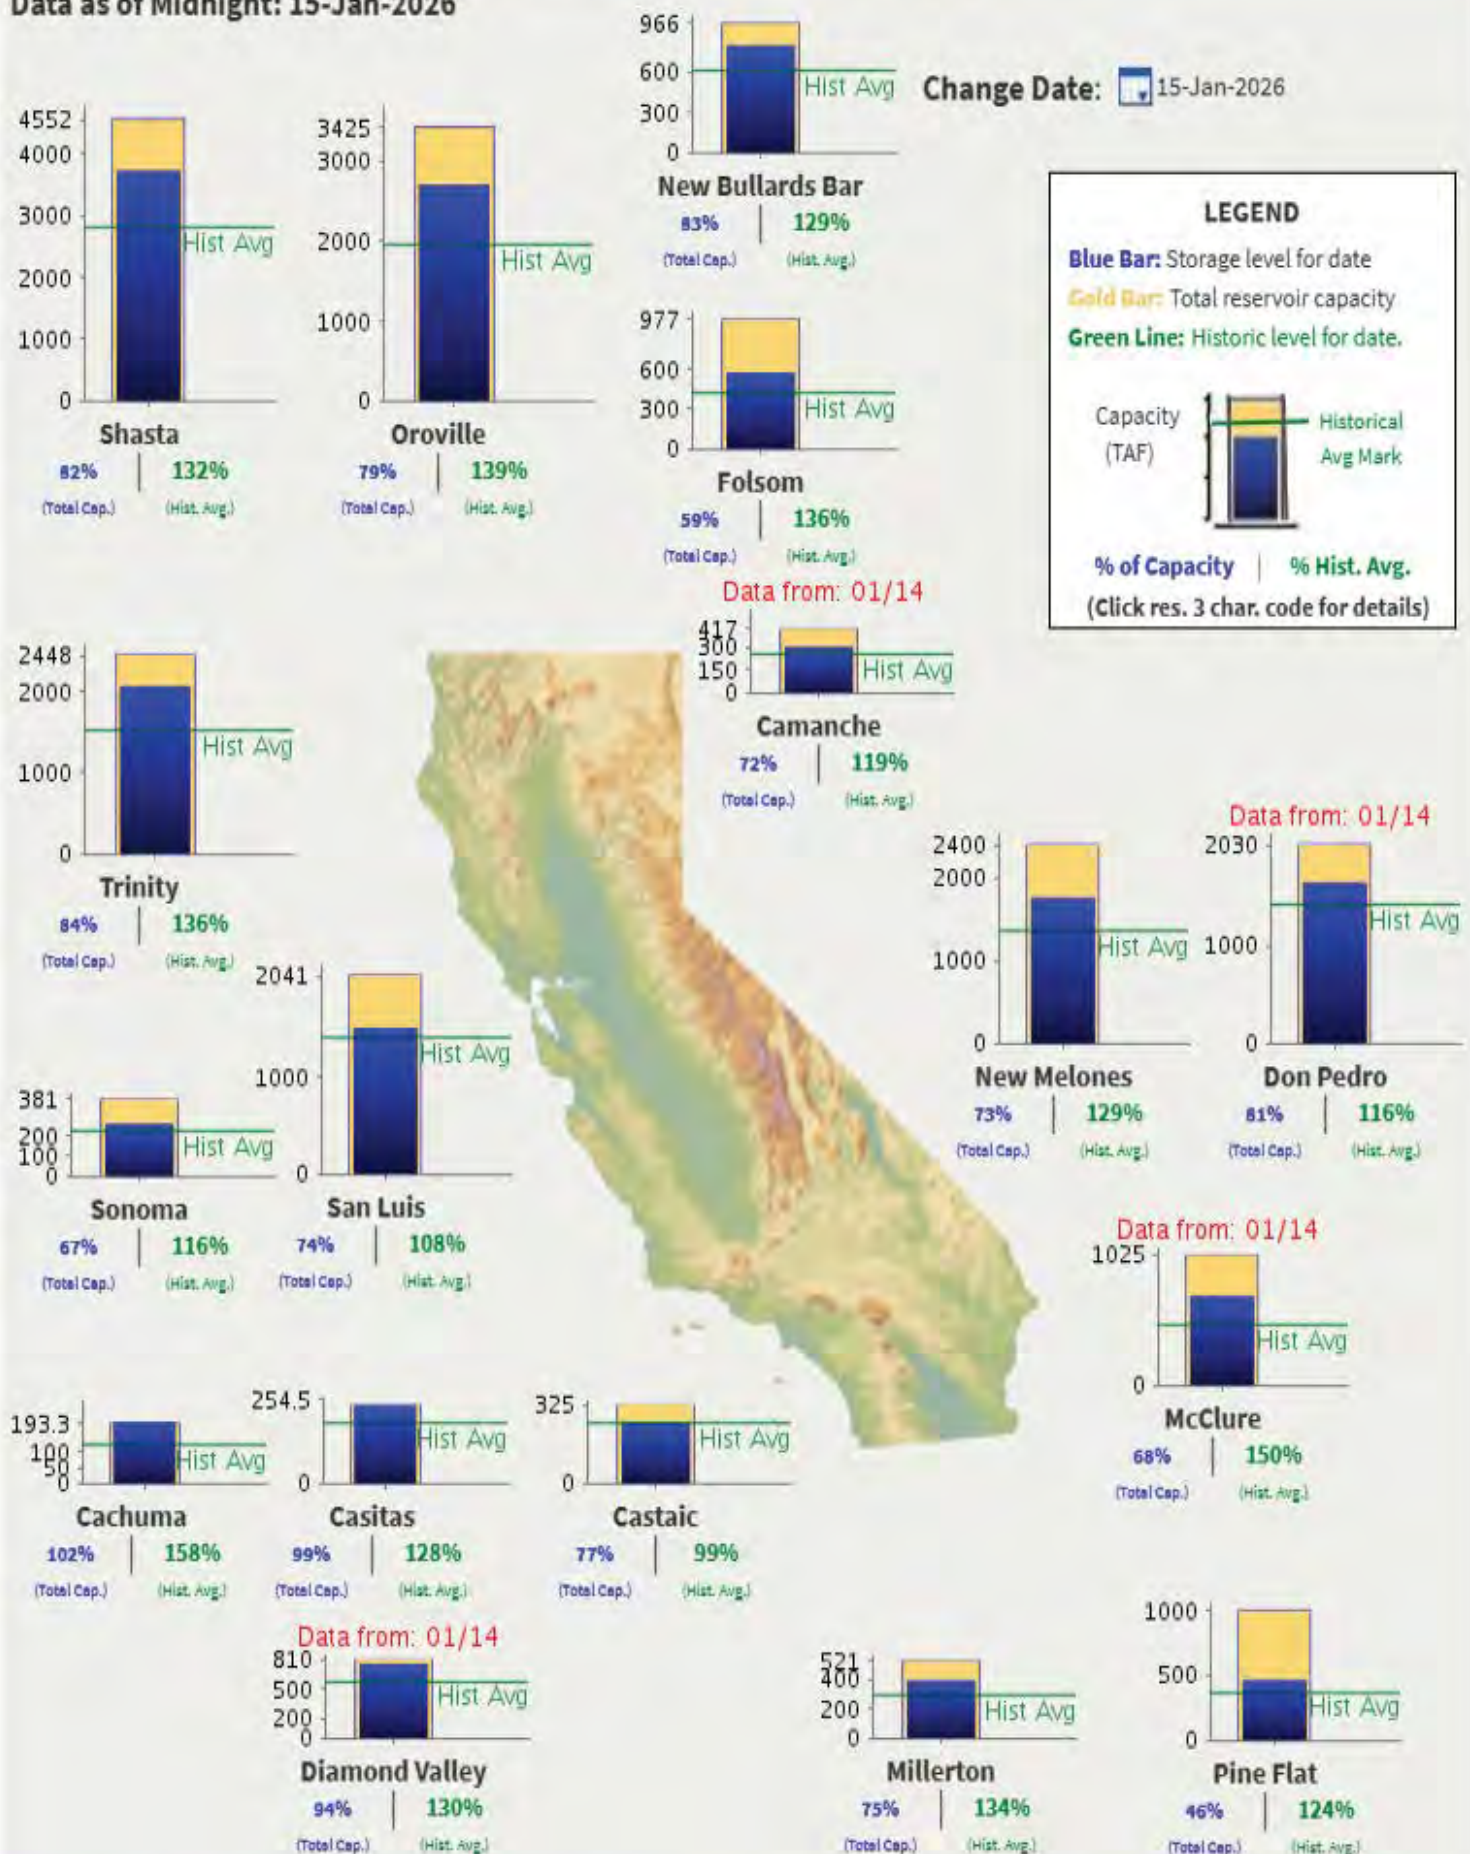 Data as of Midnight: 15-Jan-2026
Change Date: 15-Jan-2026
966
600
300
0
Hist Avg
New Bullards Bar
83% | 129%
(Total Cap.) (Hist. Avg.)
4552
4000
3000
2000
1000
0
Hist Avg
Shasta
82% | 132%
(Total Cap.) (Hist. Avg.)
3425
3000
2000
1000
0
Hist Avg
Oroville
79% | 139%
(Total Cap.) (Hist. Avg.)
977
600
300
0
Hist Avg
Folsom
59% | 136%
(Total Cap.) (Hist. Avg.)
LEGEND
Blue Bar: Storage level for date
Gold Bar: Total reservoir capacity
Green Line: Historic level for date.
Capacity
(TAF)
Historical
Avg Mark
% of Capacity | % Hist. Avg.
(Click res. 3 char. code for details)
Data from: 01/14
417
300
150
0
Hist Avg
Camanche
72% | 119%
(Total Cap.) (Hist. Avg.)
2448
2000
1000
0
Hist Avg
Trinity
84% | 136%
(Total Cap.) (Hist. Avg.)
2400
2000
1000
0
Hist Avg
New Melones
73% | 129%
(Total Cap.) (Hist. Avg.)
Data from: 01/14
2030
1000
0
Hist Avg
Don Pedro
81% | 116%
(Total Cap.) (Hist. Avg.)
2041
1000
0
Hist Avg
San Luis
74% | 108%
(Total Cap.) (Hist. Avg.)
381
200
100
0
Hist Avg
Sonoma
67% | 116%
(Total Cap.) (Hist. Avg.)
Data from: 01/14
1025
0
Hist Avg
McClure
68% | 150%
(Total Cap.) (Hist. Avg.)
193.3
100
50
0
Hist Avg
Cachuma
102% | 158%
(Total Cap.) (Hist. Avg.)
254.5
0
Hist Avg
Casitas
99% | 128%
(Total Cap.) (Hist. Avg.)
325
0
Hist Avg
Castaic
77% | 99%
(Total Cap.) (Hist. Avg.)
Data from: 01/14
810
500
200
0
Hist Avg
Diamond Valley
94% | 130%
(Total Cap.) (Hist. Avg.)
521
400
200
0
Hist Avg
Millerton
75% | 134%
(Total Cap.) (Hist. Avg.)
1000
500
0
Hist Avg
Pine Flat
46% | 124%
(Total Cap.) (Hist. Avg.)